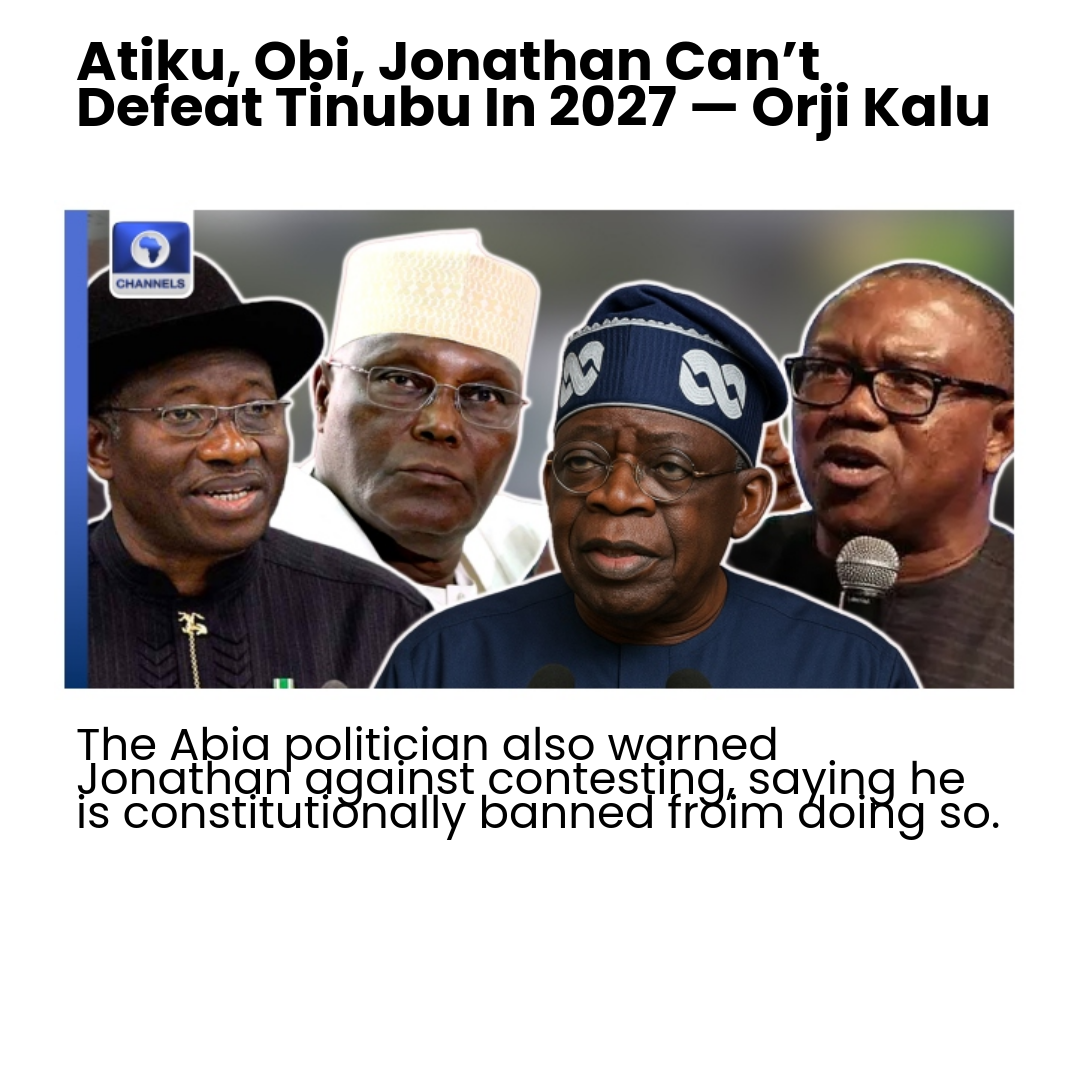 Atiku, Obi, Jonathan Can’t
Defeat Tinubu In 2027 — Orji Kalu
CHANNELS
The Abia politician also warned
Jonathan against contesting, saying he
is constitutionally banned froim doing so.